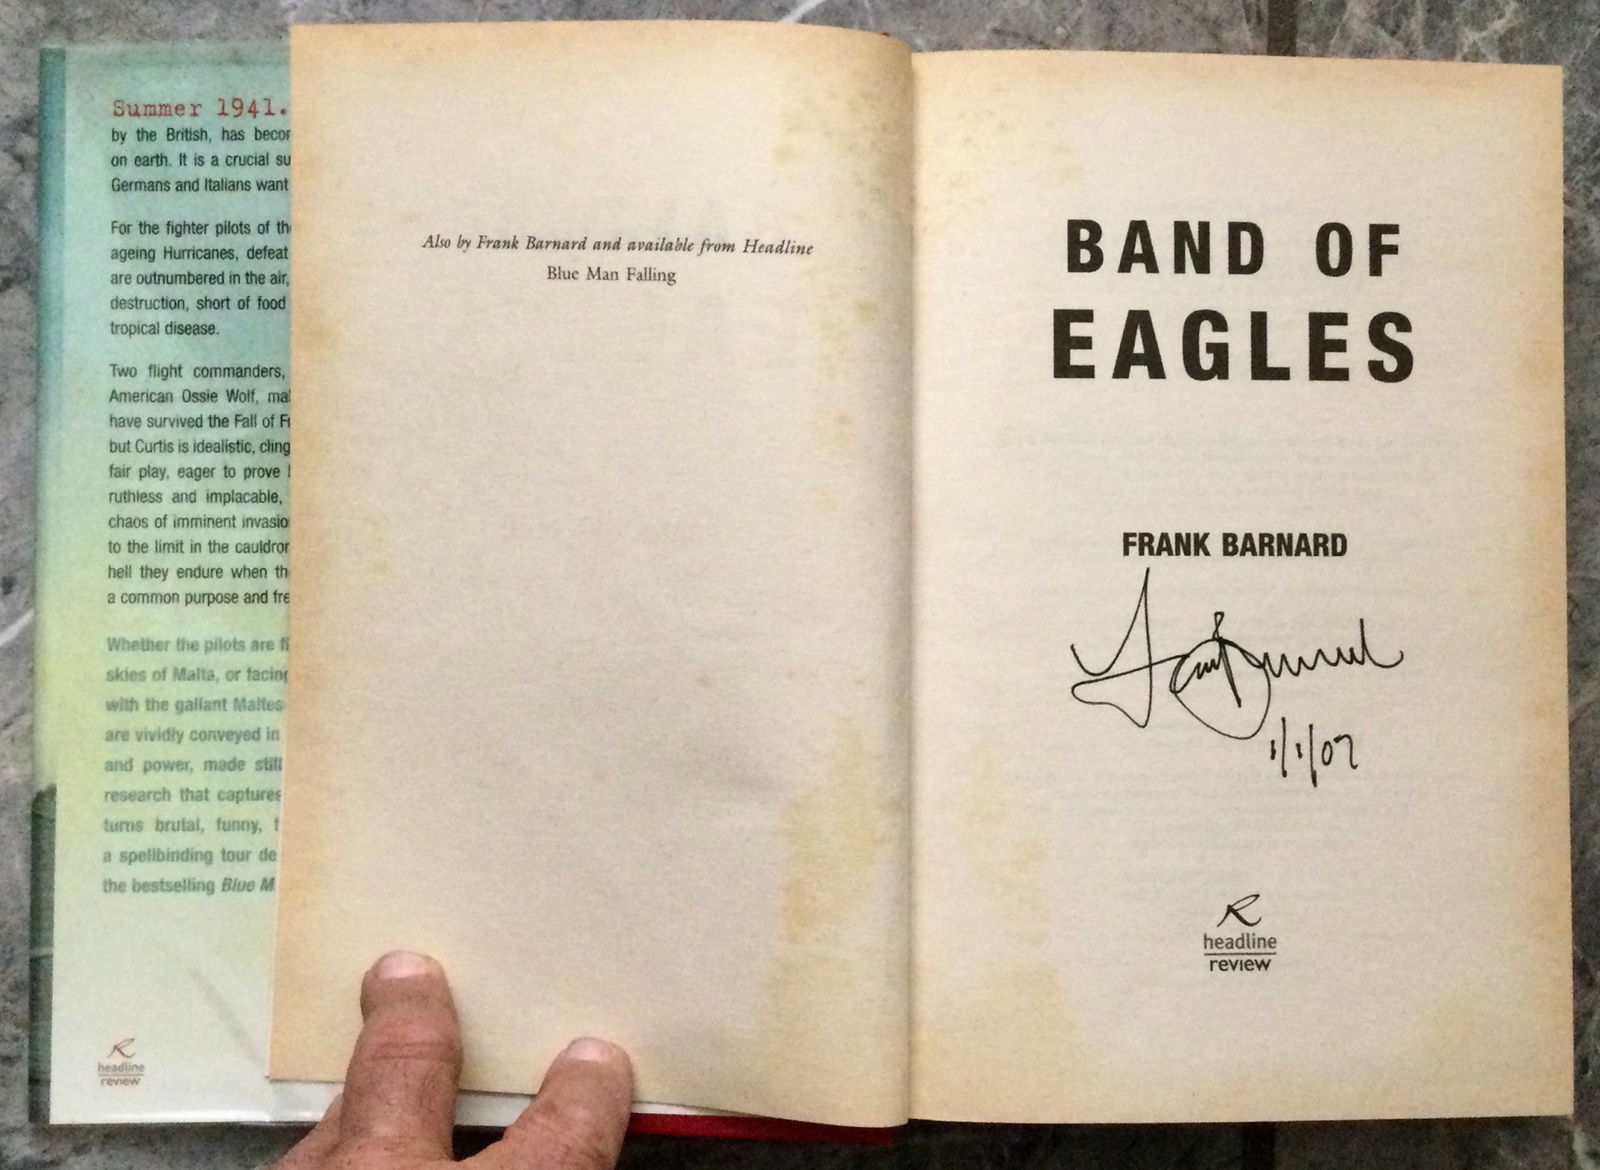 Summer 1941.
by the British, has becom
on earth. It is a crucial su
Germans and Italians want
For the fighter pilots of th
ageing Hurricanes, defeat
are outnumbered in the air,
destruction, short of food
tropical disease.
Two flight commanders,
American Ossie Wolf, ma
have survived the Fall of F
but Curtis is idealistic, cling
fair play, eager to prove
ruthless and implacable,
chaos of imminent invasio
to the limit in the cauldron
hell they endure when th
a common purpose and fre
Whether the pilots are fi
skies of Malta, or facing
with the gallant Maltes
are vividly conveyed in
and power, made still
research that captures
turns brutal, funny, t
a spellbinding tour de
the bestselling Blue M
R
headline
review
Also by Frank Barnard and available from Headline
Blue Man Falling
BAND OF
EAGLES
FRANK BARNARD
Frank Barnard
1/1/07
R
headline
review